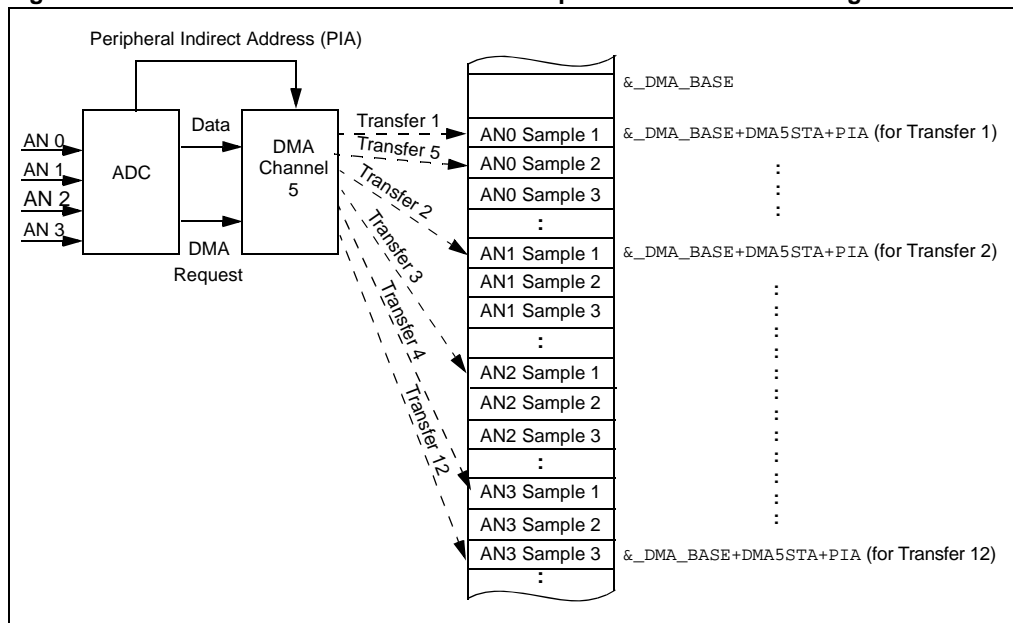 Peripheral Indirect Address (PIA)
AN 0
AN 1
AN 2
AN 3
ADC
Data
DMA
Request
DMA
Channel
5
Transfer 1
Transfer 5
Transfer 2
Transfer 3
Transfer 4
Transfer 12
&_DMA_BASE
AN0 Sample 1 &_DMA_BASE+DMA5STA+PIA (for Transfer 1)
AN0 Sample 2
AN0 Sample 3
:
AN1 Sample 1 &_DMA_BASE+DMA5STA+PIA (for Transfer 2)
AN1 Sample 2
AN1 Sample 3
:
AN2 Sample 1
AN2 Sample 2
AN2 Sample 3
:
AN3 Sample 1
AN3 Sample 2
AN3 Sample 3 &_DMA_BASE+DMA5STA+PIA (for Transfer 12)
: